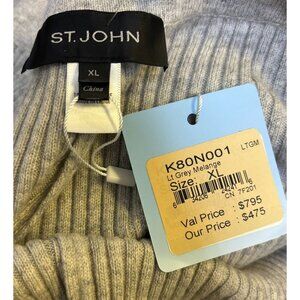 ST. JOHN
XL
China
K80N001
LTGM
Lt Grey Melange
Size XL
CN 7F201
Val Price : $795
Our Price : $475